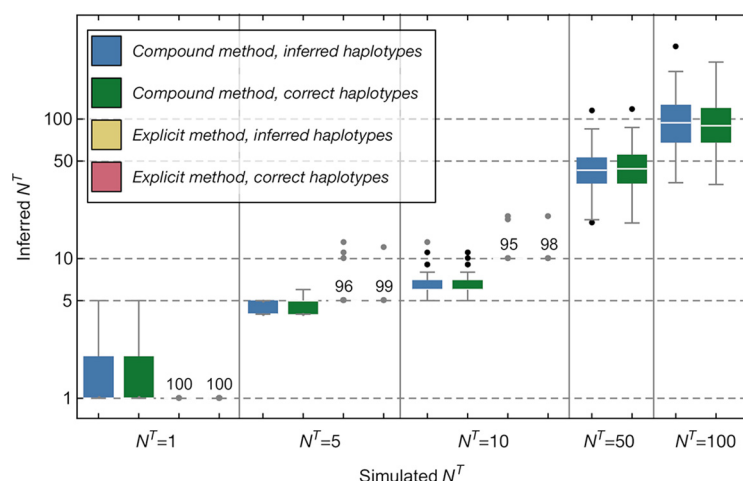 Compound method, inferred haplotypes
Compound method, correct haplotypes
Explicit method, inferred haplotypes
Explicit method, correct haplotypes
Inferred N^T
100
50
10
5
1
100
100
96
99
95
98
N^T=1
N^T=5
N^T=10
N^T=50
N^T=100
Simulated N^T